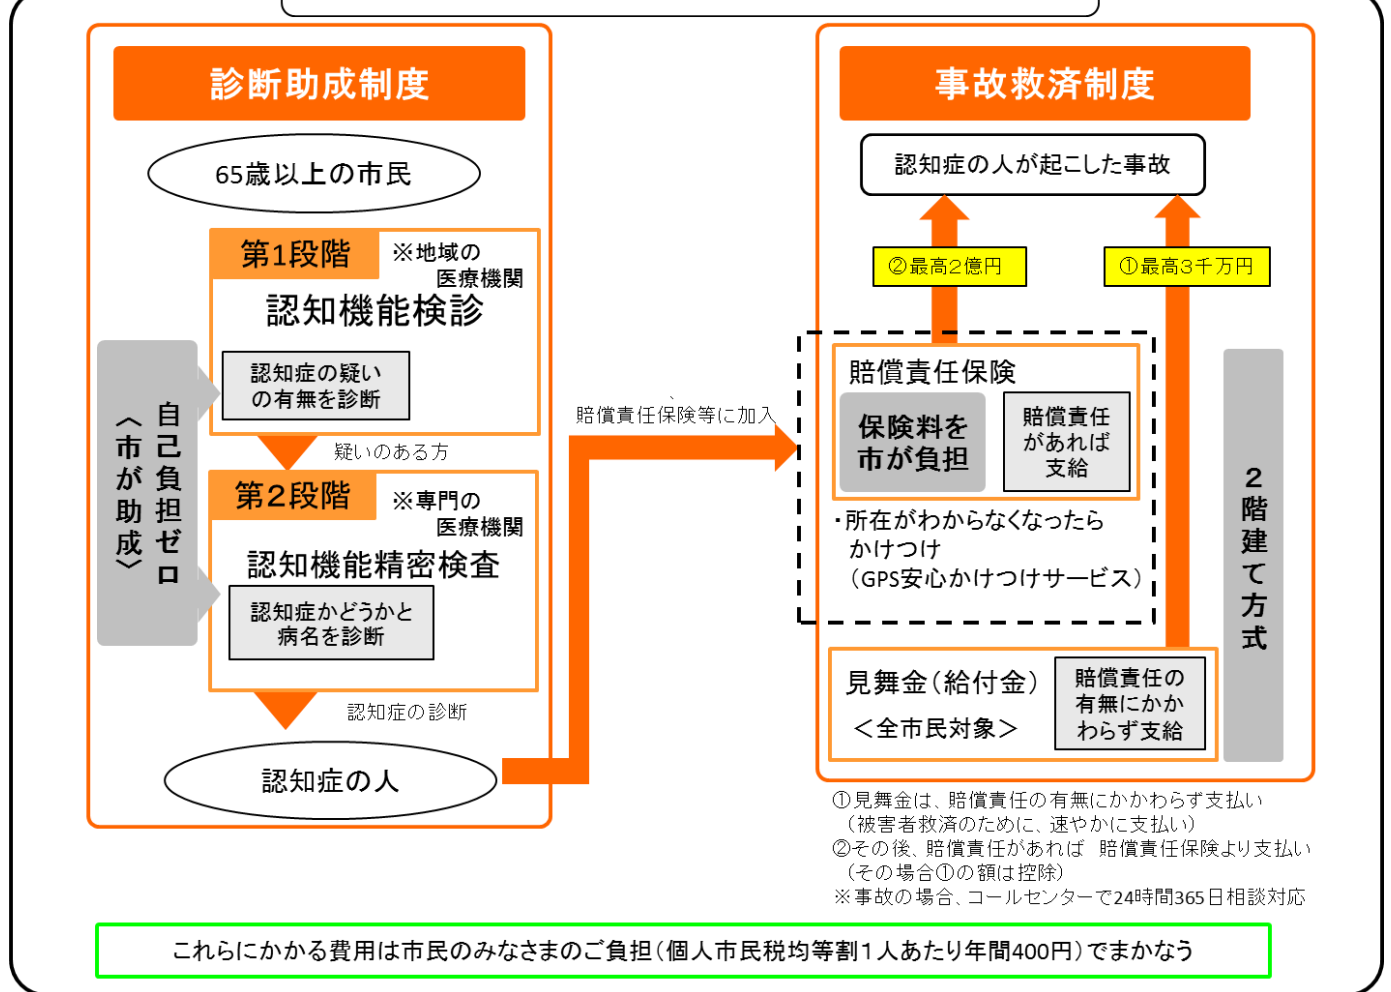 診断助成制度
65歳以上の市民
第1段階
※地域の
医療機関
認知機能検診
認知症の疑い
の有無を診断
疑いのある方
自己負担ゼロ
〈市が助成〉
第2段階
※専門の
医療機関
認知機能精密検査
認知症かどうかと
病名を診断
認知症の診断
認知症の人
、
賠償責任保険等に加入
事故救済制度
認知症の人が起こした事故
②最高2億円
①最高3千万円
賠償責任保険
保険料を
市が負担
賠償責任
があれば
支給
・所在がわからなくなったら
かけつけ
（GPS安心かけつけサービス）
2階建て方式
見舞金（給付金）
＜全市民対象＞
賠償責任の
有無にかか
わらず支給
①見舞金は、賠償責任の有無にかかわらず支払い
（被害者救済のために、速やかに支払い）
②その後、賠償責任があれば 賠償責任保険より支払い
（その場合①の額は控除）
※事故の場合、コールセンターで24時間365日相談対応
これらにかかる費用は市民のみなさまのご負担（個人市民税均等割1人あたり年間400円）でまかなう